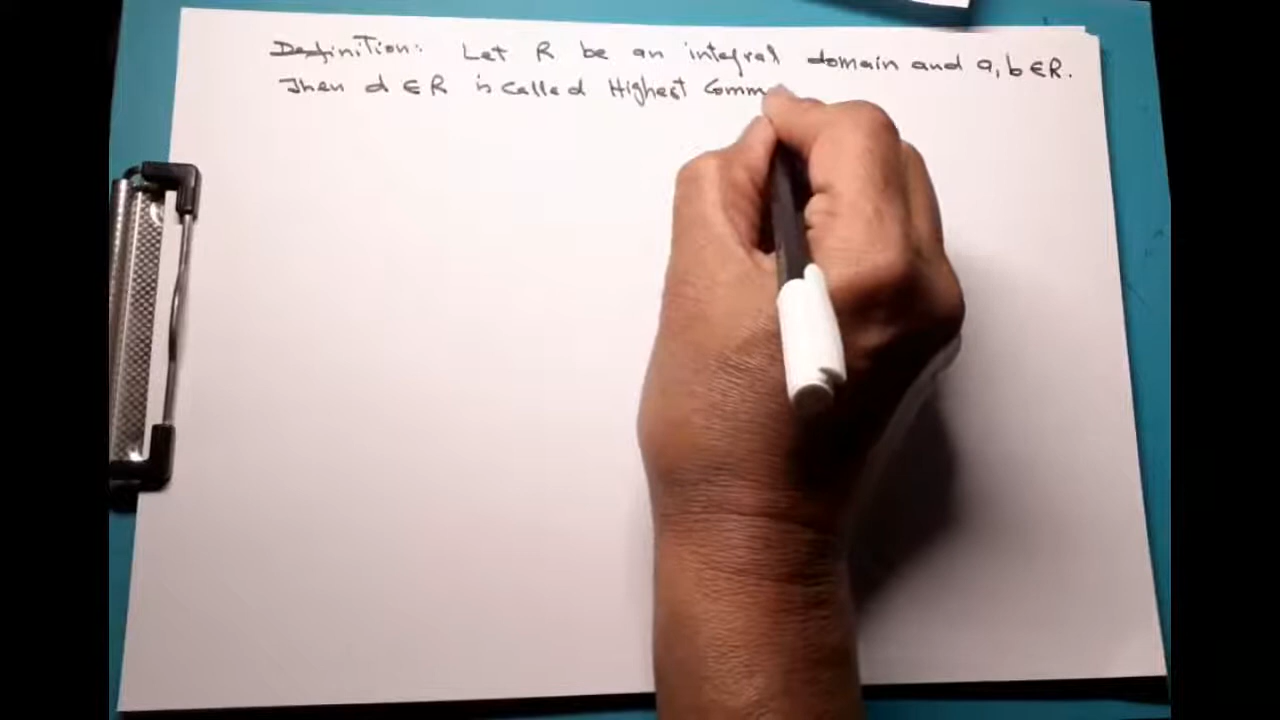 Definition: Let R be an integral domain and a, b ∈ R.
Then d ∈ R is called Highest Comm